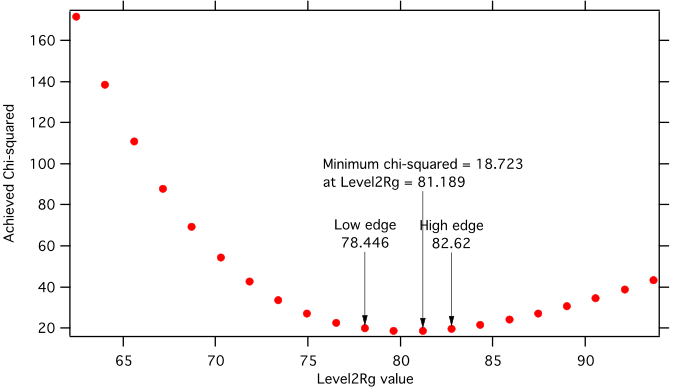 Achieved Chi-squared
160
140
120
100
80
60
40
20
Minimum chi-squared = 18.723
at Level2Rg = 81.189
Low edge
78.446
High edge
82.62
65
70
75
80
85
90
Level2Rg value